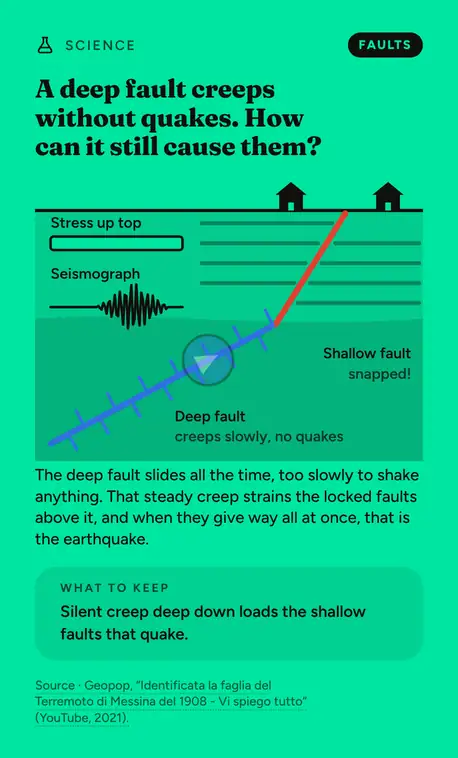 SCIENCE
FAULTS
A deep fault creeps
without quakes. How
can it still cause them?
Stress up top
Seismograph
Shallow fault
snapped!
Deep fault
creeps slowly, no quakes
The deep fault slides all the time, too slowly to shake
anything. That steady creep strains the locked faults
above it, and when they give way all at once, that is
the earthquake.
WHAT TO KEEP
Silent creep deep down loads the shallow
faults that quake.
Source · Geopop, “Identificata la faglia del
Terremoto di Messina del 1908 - Vi spiego tutto”
(YouTube, 2021).